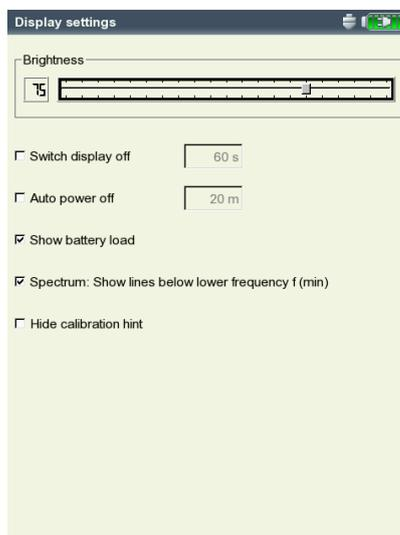 Display settings
Brightness
75
Switch display off 60 s
Auto power off 20 m
Show battery load
Spectrum: Show lines below lower frequency f (min)
Hide calibration hint